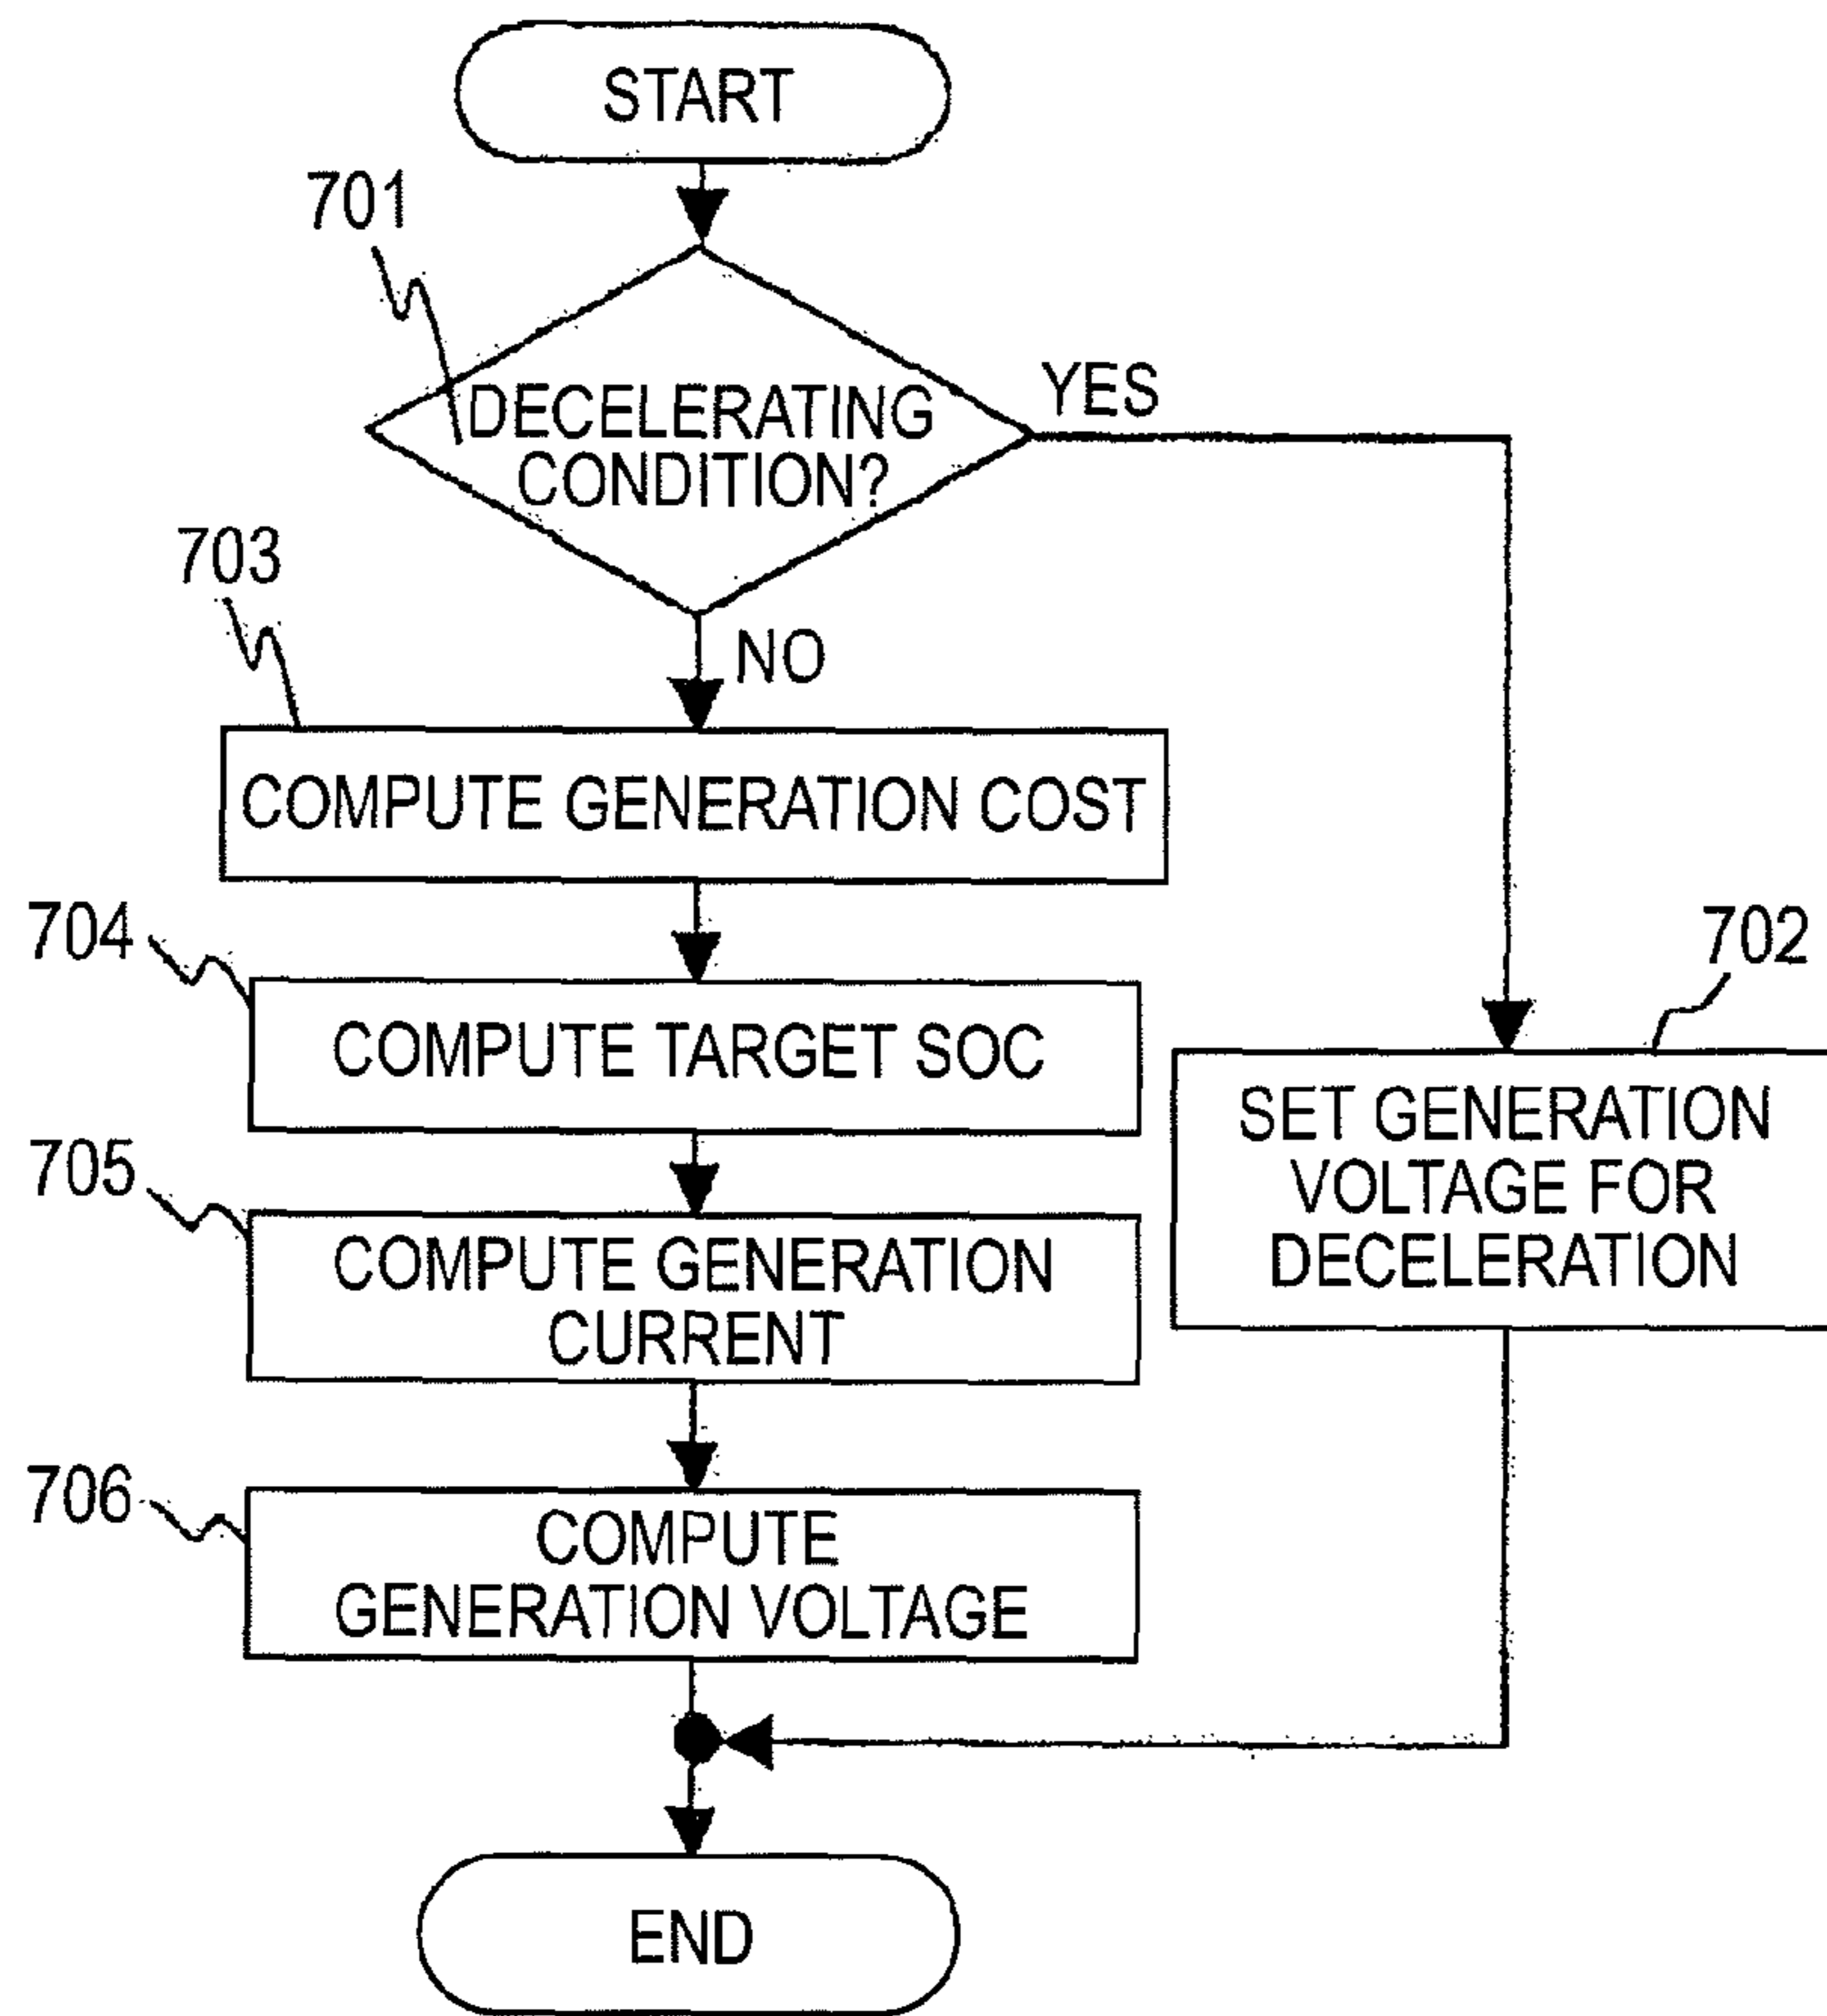 START
701
DECELERATING
CONDITION?
YES
703
NO
COMPUTE GENERATION COST
704
COMPUTE TARGET SOC
702
SET GENERATION
VOLTAGE FOR
DECELERATION
705
COMPUTE GENERATION
CURRENT
706
COMPUTE
GENERATION VOLTAGE
END